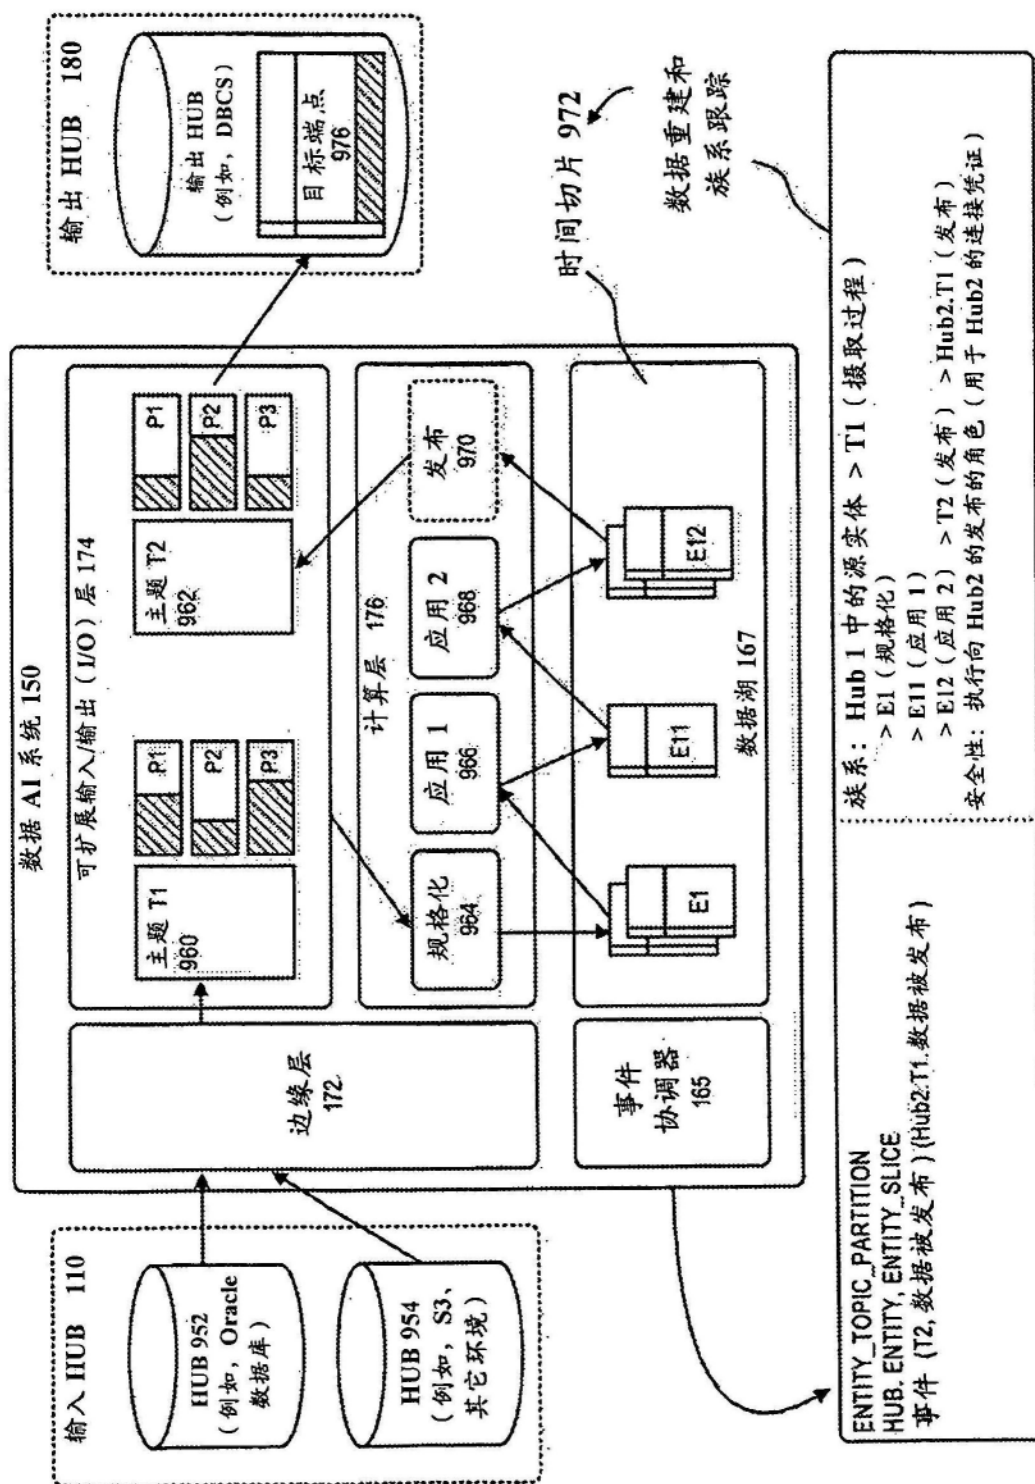 输入 HUB 110
HUB 952
(例如, Oracle
数据库)
HUB 954
(例如, S3、
其它环境)
数据 AI 系统 150
边缘层
172
事件
协调器
165
可扩展输入/输出 (I/O) 层 174
主题 T1
960
P1
P2
P3
主题 T2
962
P1
P2
P3
计算层 176
规格化
964
应用 1
966
应用 2
968
发布
970
E1
E11
E12
数据湖 167
输出 HUB 180
输出 HUB
(例如, DBCS)
目标端点
976
时间切片 972
数据重建和
族系跟踪
ENTITY_TOPIC_PARTITION
HUB. ENTITY, ENTITY_SLICE
事件 (T2, 数据被发布) (Hub2.T1.数据被发布)
族系: Hub 1 中的源实体 > T1 (摄取过程)
> E1 (规格化)
> E11 (应用 1)
> E12 (应用 2) > T2 (发布) > Hub2.T1 (发布)
安全性: 执行向 Hub2 的发布的角色 (用于 Hub2 的连接凭证)